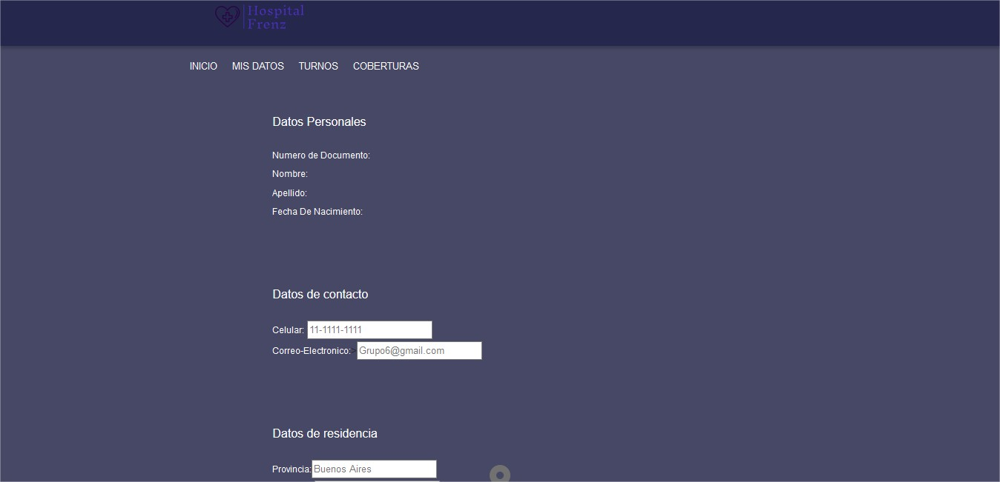 Hospital
Frenz
INICIO MIS DATOS TURNOS COBERTURAS
Datos Personales
Numero de Documento:
Nombre:
Apellido:
Fecha De Nacimiento:
Datos de contacto
Celular: 11-1111-1111
Correo-Electronico:> Grupo6@gmail.com
Datos de residencia
Provincia: Buenos Aires